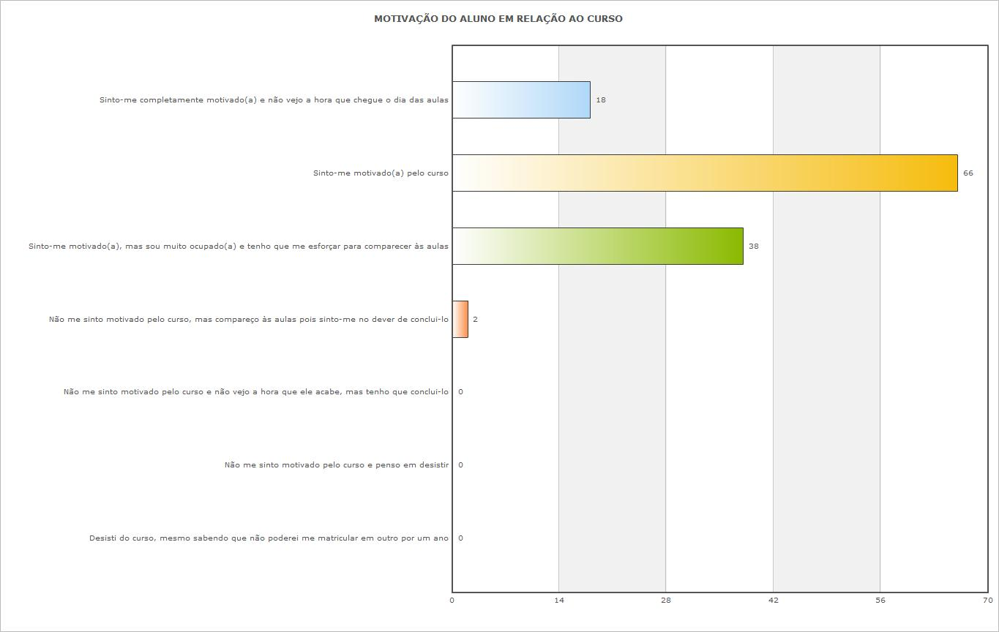 MOTIVAÇÃO DO ALUNO EM RELAÇÃO AO CURSO
Sinto-me completamente motivado(a) e não vejo a hora que chegue o dia das aulas
18
Sinto-me motivado(a) pelo curso
66
Sinto-me motivado(a), mas sou muito ocupado(a) e tenho que me esforçar para comparecer às aulas
38
Não me sinto motivado pelo curso, mas compareço às aulas pois sinto-me no dever de conclui-lo
2
Não me sinto motivado pelo curso e não vejo a hora que ele acabe, mas tenho que conclui-lo
0
Não me sinto motivado pelo curso e penso em desistir
0
Desisti do curso, mesmo sabendo que não poderei me matricular em outro por um ano
0
0 14 28 42 56 70